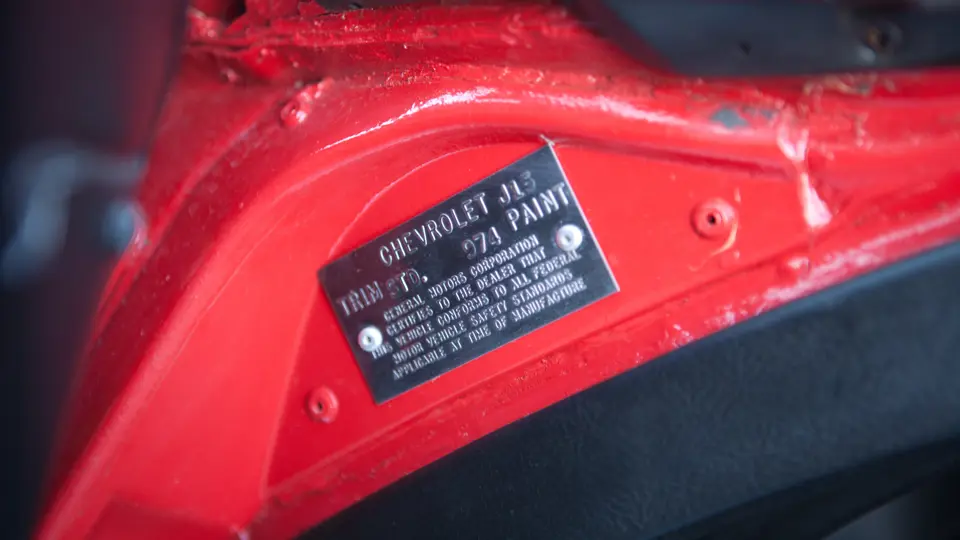 CHEVROLET J15
TRIM STD. 974 PAINT
GENERAL MOTORS CORPORATION
CERTIFIES TO THE DEALER THAT
THIS VEHICLE CONFORMS TO ALL FEDERAL
MOTOR VEHICLE SAFETY STANDARDS
APPLICABLE AT TIME OF MANUFACTURE